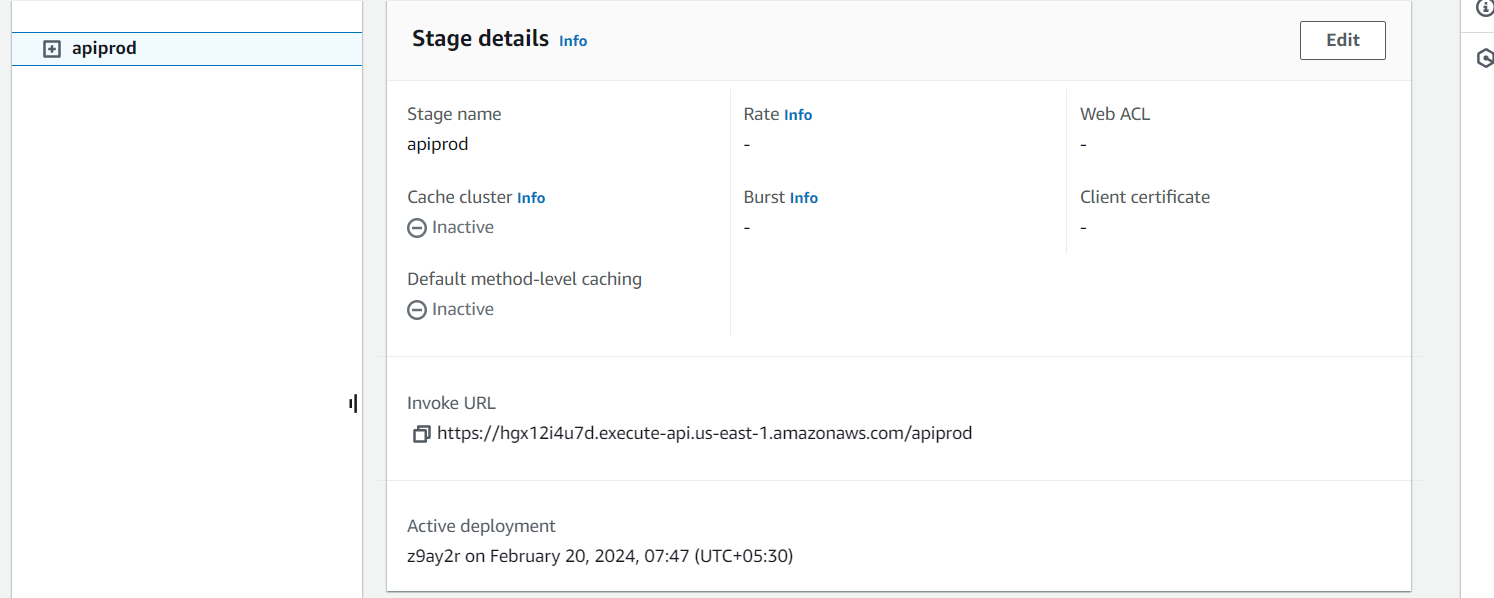 apiprod
Stage details Info
Edit
Stage name
apiprod
Rate Info
-
Web ACL
-
Cache cluster Info
Inactive
Burst Info
-
Client certificate
-
Default method-level caching
Inactive
Invoke URL
https://hgx12i4u7d.execute-api.us-east-1.amazonaws.com/apiprod
Active deployment
z9ay2r on February 20, 2024, 07:47 (UTC+05:30)